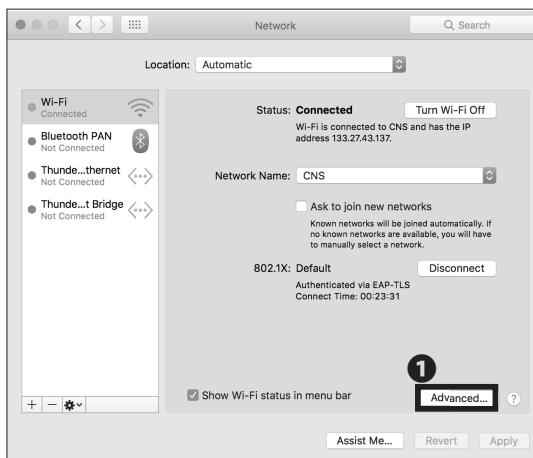 Network
Search
Location: Automatic
Wi-Fi
Connected
Bluetooth PAN
Not Connected
Thunde...thernet
Not Connected
Thunde...t Bridge
Not Connected
Status: Connected
Turn Wi-Fi Off
Wi-Fi is connected to CNS and has the IP
address 133.27.43.137.
Network Name: CNS
Ask to join new networks
Known networks will be joined automatically. If
no known networks are available, you will have
to manually select a network.
802.1X: Default
Disconnect
Authenticated via EAP-TLS
Connect Time: 00:23:31
1
Show Wi-Fi status in menu bar
Advanced...
?
+ −
Assist Me...
Revert
Apply